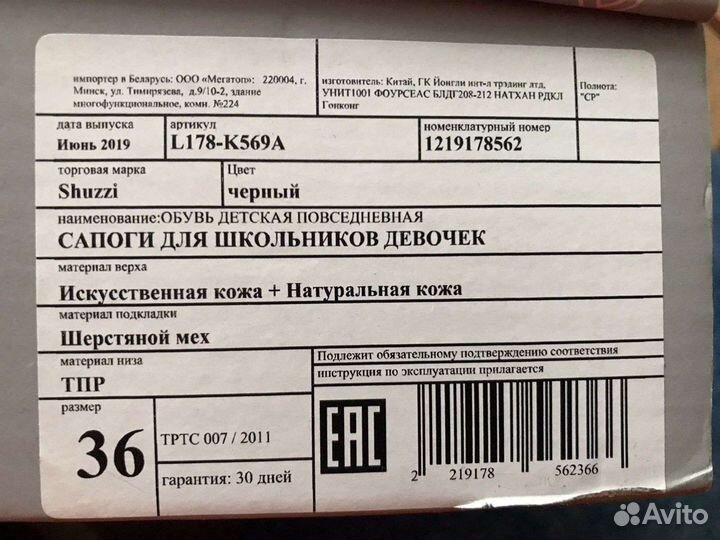 импортер в Беларусь: ООО «Мегатоп»: 220004, г.
Минск, ул. Тимирязева, д.9/10-2, здание
многофункциональное, комн. №224
изготовитель: Китай, ГК Йонгли инт-л трэдинг лтд,
УНИТ1001 ФОУРСЕАС БЛДГ208-212 НАТХАН РДКЛ
Гонконг
Полнота:
"СР"
дата выпуска
Июнь 2019
артикул
L178-K569A
номенклатурный номер
1219178562
торговая марка
Shuzzi
Цвет
черный
наименование:ОБУВЬ ДЕТСКАЯ ПОВСЕДНЕВНАЯ
САПОГИ ДЛЯ ШКОЛЬНИКОВ ДЕВОЧЕК
материал верха
Искусственная кожа + Натуральная кожа
материал подкладки
Шерстяной мех
материал низа
ТПР
Подлежит обязательному подтверждению соответствия
инструкция по эксплуатации прилагается
размер
36
ТРТС 007 / 2011
гарантия: 30 дней
EAC
2 219178 562366
Avito